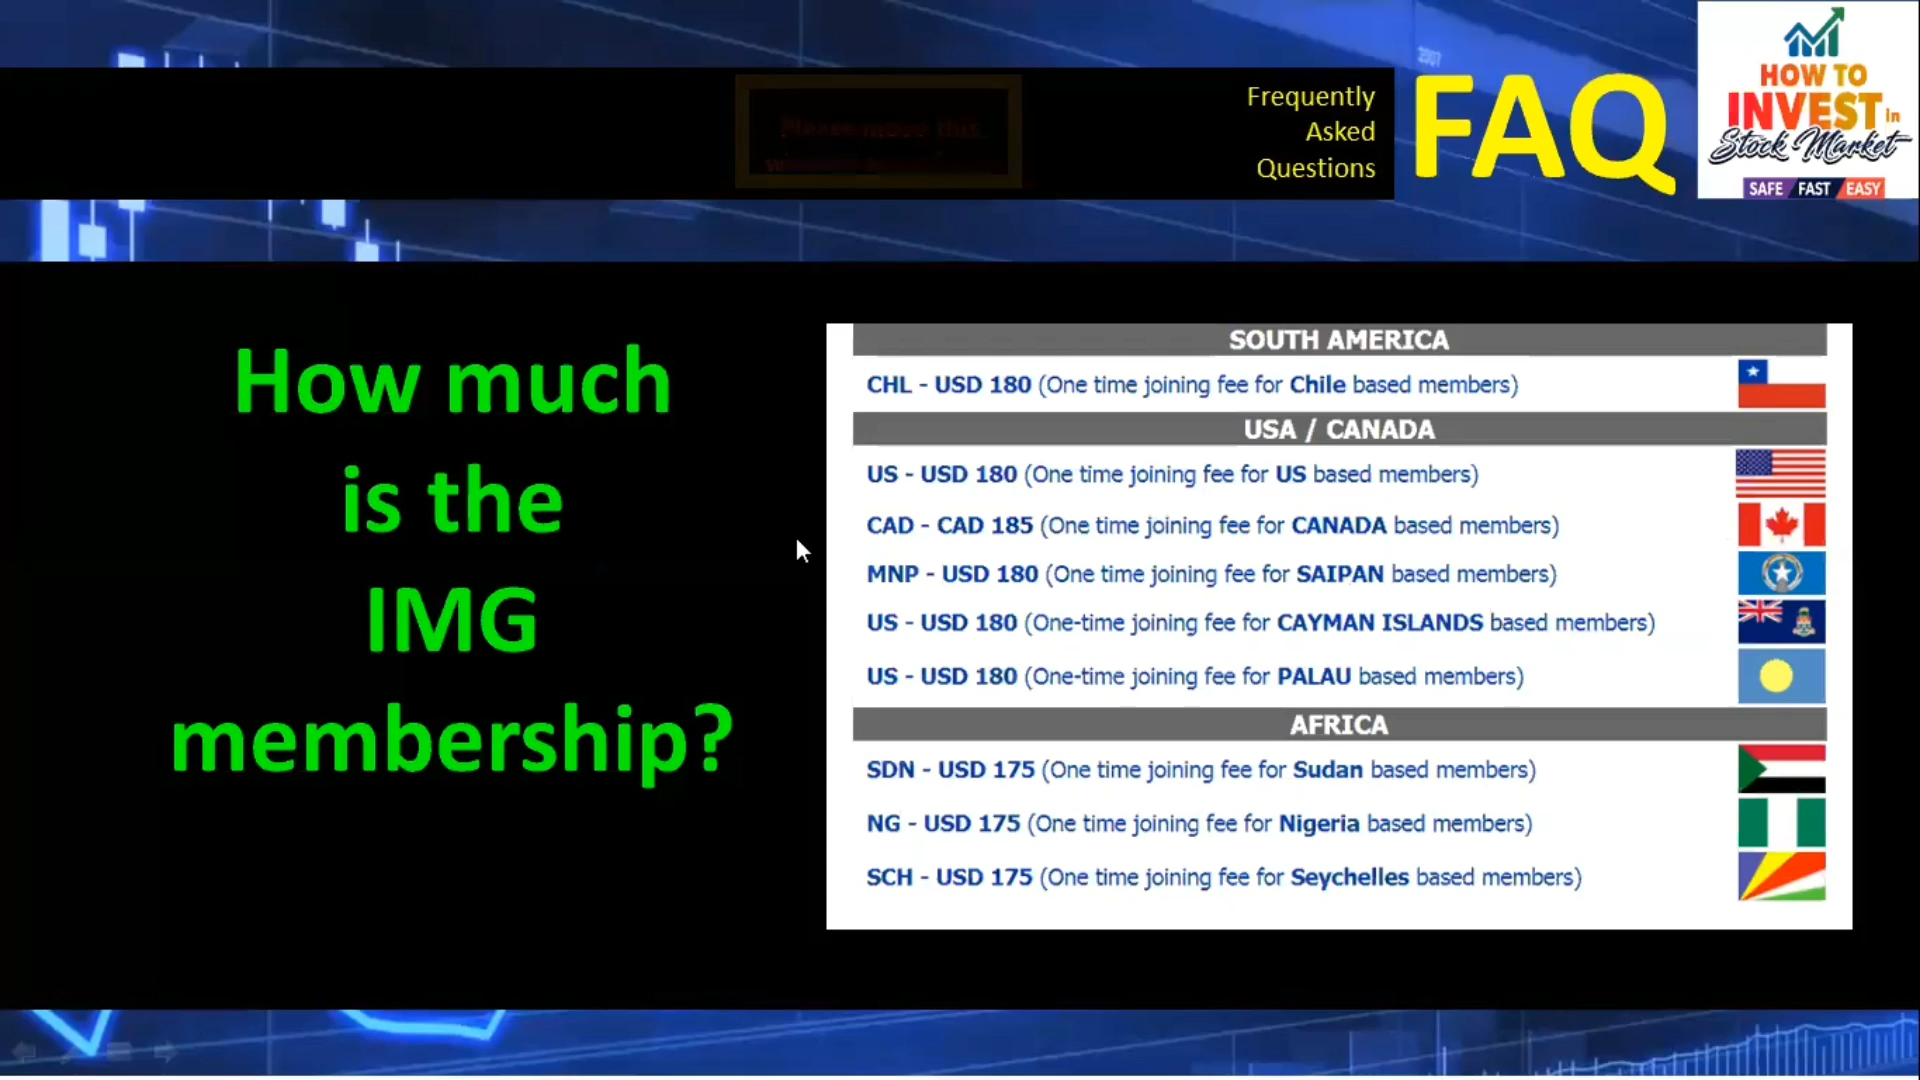 Frequently
Asked
Questions
FAQ
HOW TO
INVEST in
Stock Market
SAFE FAST EASY
2007
How much
is the
IMG
membership?
SOUTH AMERICA
CHL - USD 180 (One time joining fee for Chile based members)
USA / CANADA
US - USD 180 (One time joining fee for US based members)
CAD - CAD 185 (One time joining fee for CANADA based members)
MNP - USD 180 (One time joining fee for SAIPAN based members)
US - USD 180 (One-time joining fee for CAYMAN ISLANDS based members)
US - USD 180 (One-time joining fee for PALAU based members)
AFRICA
SDN - USD 175 (One time joining fee for Sudan based members)
NG - USD 175 (One time joining fee for Nigeria based members)
SCH - USD 175 (One time joining fee for Seychelles based members)